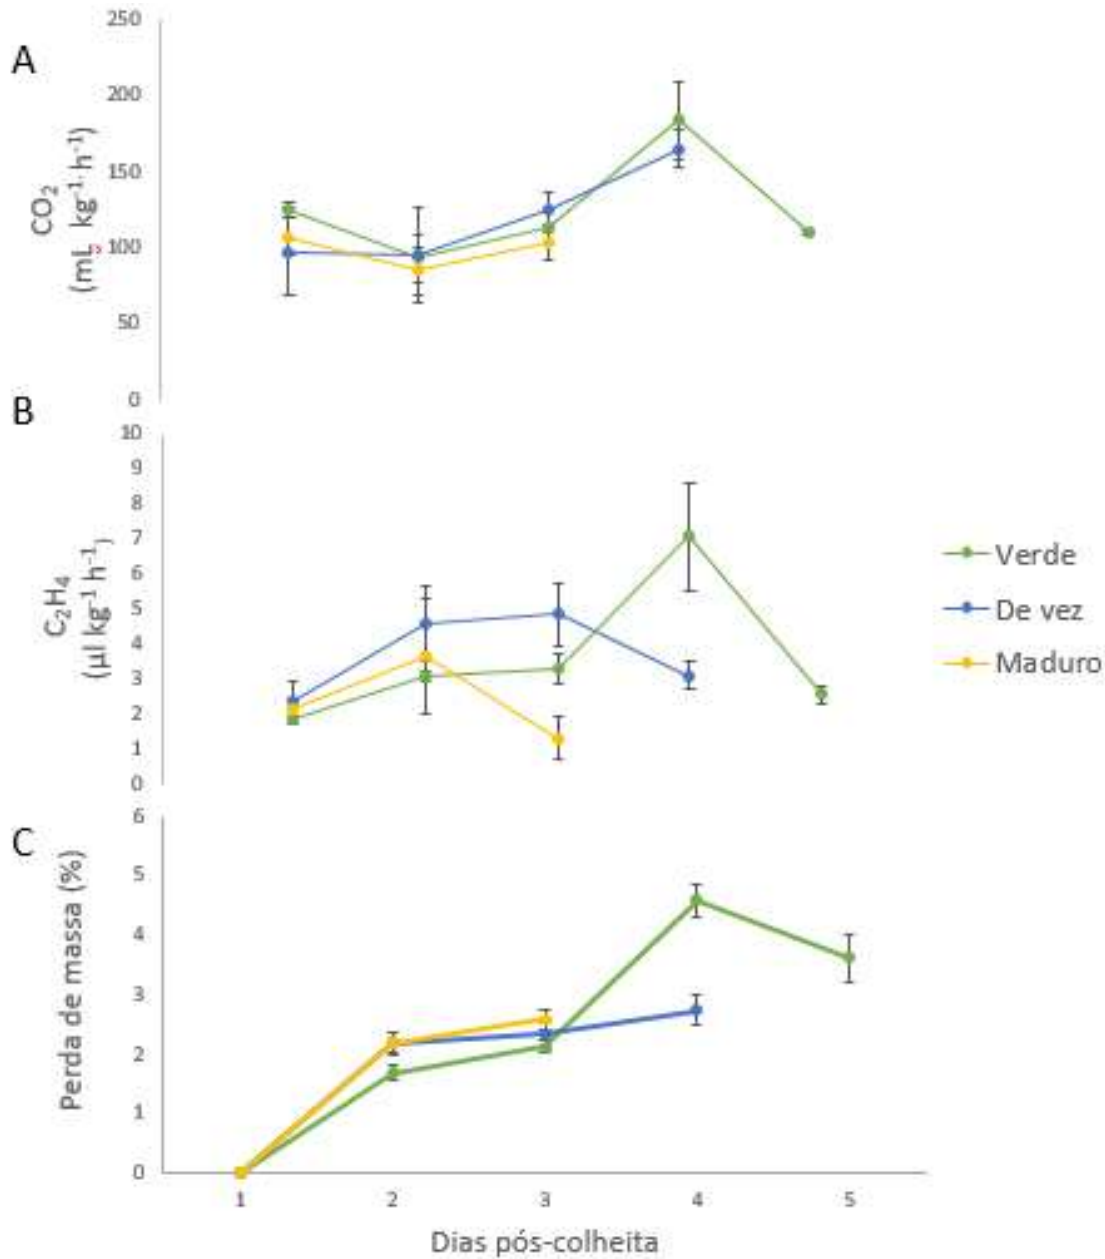 A
CO₂
(mL kg⁻¹ h⁻¹)
250
200
150
100
50
0
B
C₂H₄
(µl kg⁻¹ h⁻¹)
10
9
8
7
6
5
4
3
2
1
0
Verde
De vez
Maduro
C
Perda de massa (%)
6
5
4
3
2
1
0
1 2 3 4 5
Dias pós-colheita